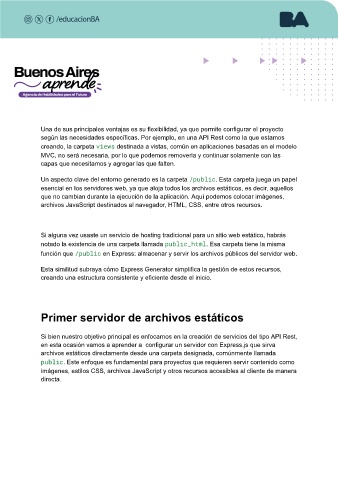 /educacionBA
BA
Buenos Aires
aprende
Agencia de Habilidades para el Futuro
Una de sus principales ventajas es su flexibilidad, ya que permite configurar el proyecto
según las necesidades específicas. Por ejemplo, en una API Rest como la que estamos
creando, la carpeta views destinada a vistas, común en aplicaciones basadas en el modelo
MVC, no será necesaria, por lo que podemos removerla y continuar solamente con las
capas que necesitamos y agregar las que falten.
Un aspecto clave del entorno generado es la carpeta /public. Esta carpeta juega un papel
esencial en los servidores web, ya que aloja todos los archivos estáticos, es decir, aquellos
que no cambian durante la ejecución de la aplicación. Aquí podemos colocar imágenes,
archivos JavaScript destinados al navegador, HTML, CSS, entre otros recursos.
Si alguna vez usaste un servicio de hosting tradicional para un sitio web estático, habrás
notado la existencia de una carpeta llamada public_html. Esa carpeta tiene la misma
función que /public en Express: almacenar y servir los archivos públicos del servidor web.
Esta similitud subraya cómo Express Generator simplifica la gestión de estos recursos,
creando una estructura consistente y eficiente desde el inicio.
Primer servidor de archivos estáticos
Si bien nuestro objetivo principal es enfocarnos en la creación de servicios del tipo API Rest,
en esta ocasión vamos a aprender a configurar un servidor con Express.js que sirva
archivos estáticos directamente desde una carpeta designada, comúnmente llamada
public. Este enfoque es fundamental para proyectos que requieren servir contenido como
imágenes, estilos CSS, archivos JavaScript y otros recursos accesibles al cliente de manera
directa.